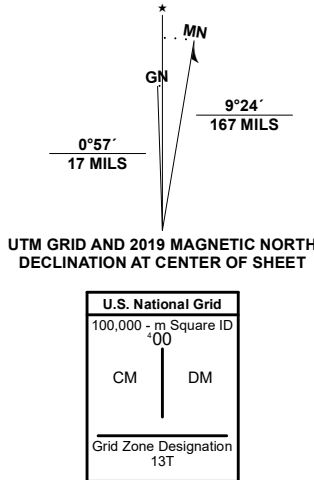 MN
GN
9°24´
167 MILS
0°57´
17 MILS
UTM GRID AND 2019 MAGNETIC NORTH
DECLINATION AT CENTER OF SHEET
U.S. National Grid
100,000 - m Square ID
⁴00
CM DM
Grid Zone Designation
13T